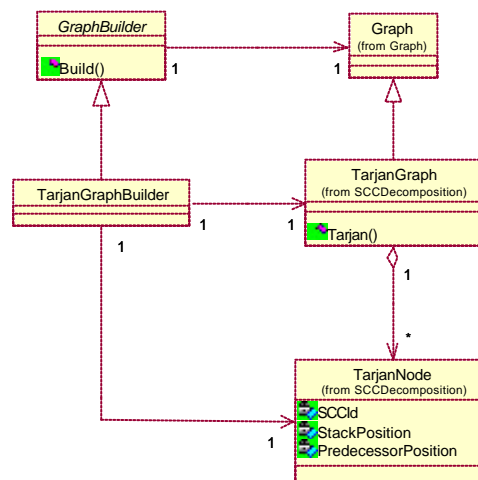 GraphBuilder
Build()
Graph
(from Graph)
1
1
TarjanGraphBuilder
TarjanGraph
(from SCCDecomposition)
Tarjan()
1
1
1
1
*
TarjanNode
(from SCCDecomposition)
SCCId
StackPosition
PredecessorPosition
1